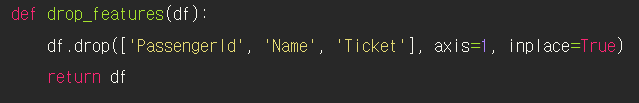 def drop_features(df):
    df.drop(['PassengerId', 'Name', 'Ticket'], axis=1, inplace=True)
    return df